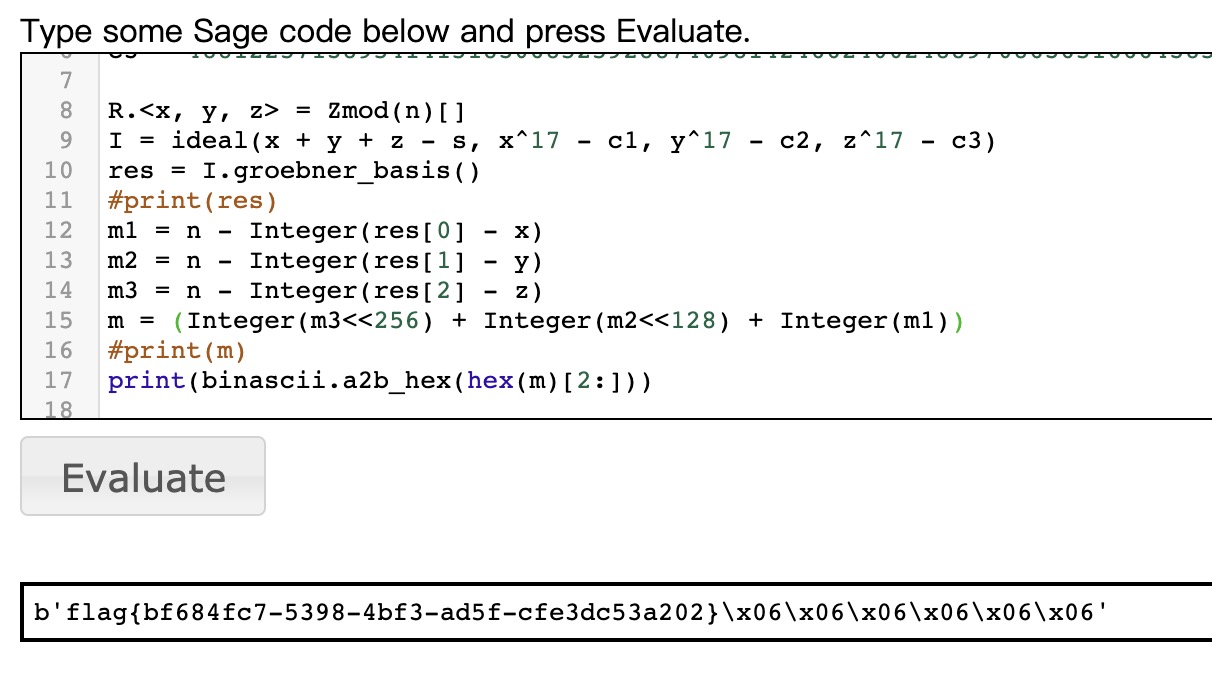 Type some Sage code below and press Evaluate.
7
8 R.<x, y, z> = Zmod(n)[]
9 I = ideal(x + y + z - s, x^17 - c1, y^17 - c2, z^17 - c3)
10 res = I.groebner_basis()
11 #print(res)
12 m1 = n - Integer(res[0] - x)
13 m2 = n - Integer(res[1] - y)
14 m3 = n - Integer(res[2] - z)
15 m = (Integer(m3<<256) + Integer(m2<<128) + Integer(m1))
16 #print(m)
17 print(binascii.a2b_hex(hex(m)[2:]))
18
Evaluate
b'flag{bf684fc7-5398-4bf3-ad5f-cfe3dc53a202}\x06\x06\x06\x06\x06\x06'